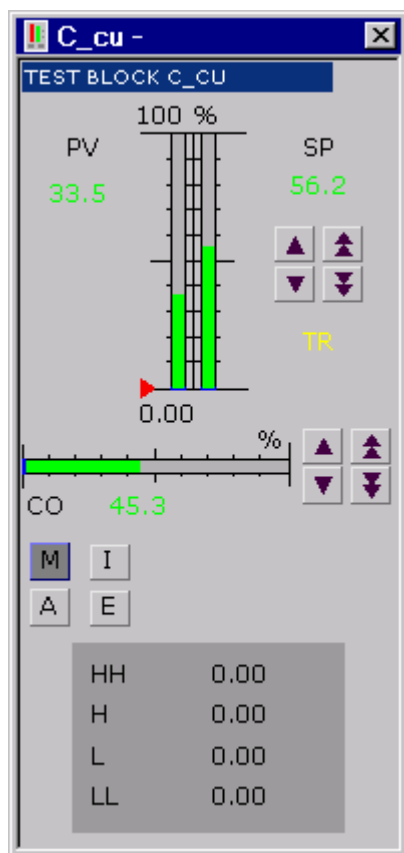 C_cu -
TEST BLOCK C_CU
100 %
PV SP
33.5 56.2
TR
0.00
%
CO 45.3
M I
A E
HH 0.00
H 0.00
L 0.00
LL 0.00